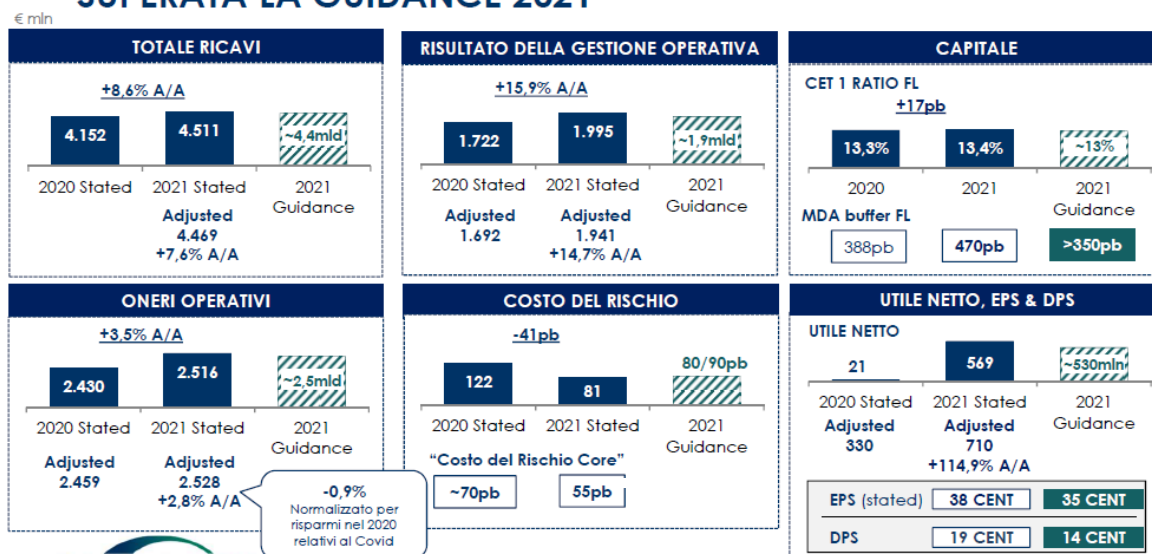 SUPERATA LA GUIDANCE 2021
€ mln
TOTALE RICAVI
+8,6% A/A
4.152
4.511
~4,4mld
2020 Stated
2021 Stated
2021
Guidance
Adjusted
4.469
+7,6% A/A
RISULTATO DELLA GESTIONE OPERATIVA
+15,9% A/A
1.722
1.995
~1,9mld
2020 Stated
2021 Stated
2021
Guidance
Adjusted
1.692
Adjusted
1.941
+14,7% A/A
CAPITALE
CET 1 RATIO FL
+17pb
13,3%
13,4%
~13%
2020
2021
2021
Guidance
MDA buffer FL
388pb
470pb
>350pb
ONERI OPERATIVI
+3,5% A/A
2.430
2.516
~2,5mld
2020 Stated
2021 Stated
2021
Guidance
Adjusted
2.459
Adjusted
2.528
+2,8% A/A
-0,9%
Normalizzato per
risparmi nel 2020
relativi al Covid
COSTO DEL RISCHIO
-41pb
122
81
80/90pb
2020 Stated
2021 Stated
2021
Guidance
"Costo del Rischio Core"
~70pb
55pb
UTILE NETTO, EPS & DPS
UTILE NETTO
21
569
~530mln
2020 Stated
2021 Stated
2021
Guidance
Adjusted
330
Adjusted
710
+114,9% A/A
EPS (stated)
38 CENT
35 CENT
DPS
19 CENT
14 CENT